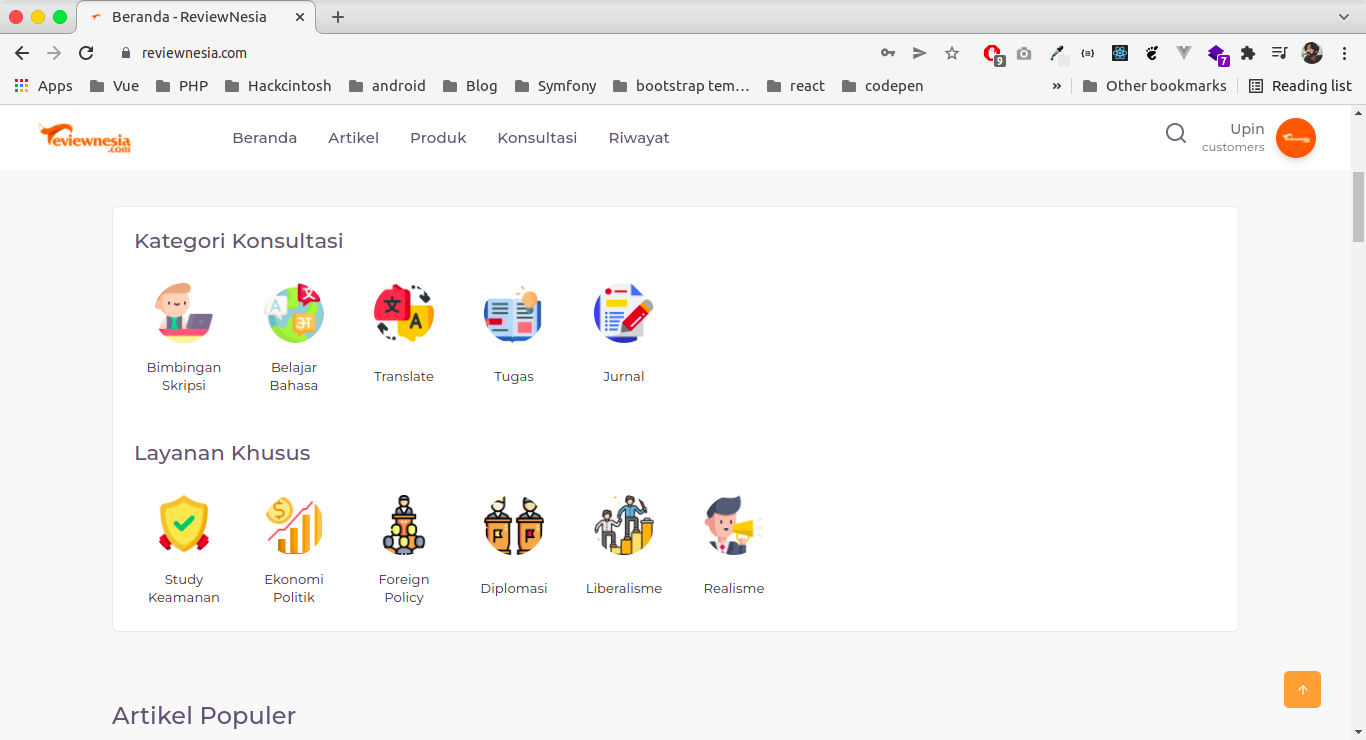 Beranda - ReviewNesia
reviewnesia.com
9
7
Apps Vue PHP Hackcintosh android Blog Symfony bootstrap tem… react codepen » Other bookmarks Reading list
Reviewnesia
.com
Beranda Artikel Produk Konsultasi Riwayat
Upin
customers
Kategori Konsultasi
Bimbingan
Skripsi
Belajar
Bahasa
Translate
Tugas
Jurnal
Layanan Khusus
Study
Keamanan
Ekonomi
Politik
Foreign
Policy
Diplomasi
Liberalisme
Realisme
Artikel Populer